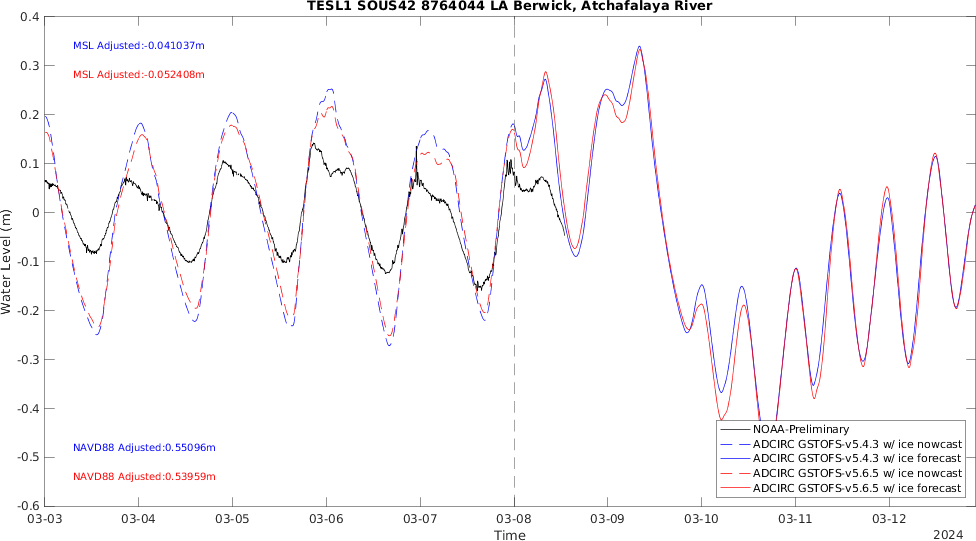 TESL1 SOUS42 8764044 LA Berwick, Atchafalaya River
0.4
0.3
0.2
0.1
0
-0.1
-0.2
-0.3
-0.4
-0.5
-0.6
Water Level (m)
MSL Adjusted:-0.041037m
MSL Adjusted:-0.052408m
NAVD88 Adjusted:0.55096m
NAVD88 Adjusted:0.53959m
NOAA-Preliminary
ADCIRC GSTOFS-v5.4.3 w/ ice nowcast
ADCIRC GSTOFS-v5.4.3 w/ ice forecast
ADCIRC GSTOFS-v5.6.5 w/ ice nowcast
ADCIRC GSTOFS-v5.6.5 w/ ice forecast
03-03 03-04 03-05 03-06 03-07 03-08 03-09 03-10 03-11 03-12
Time
2024